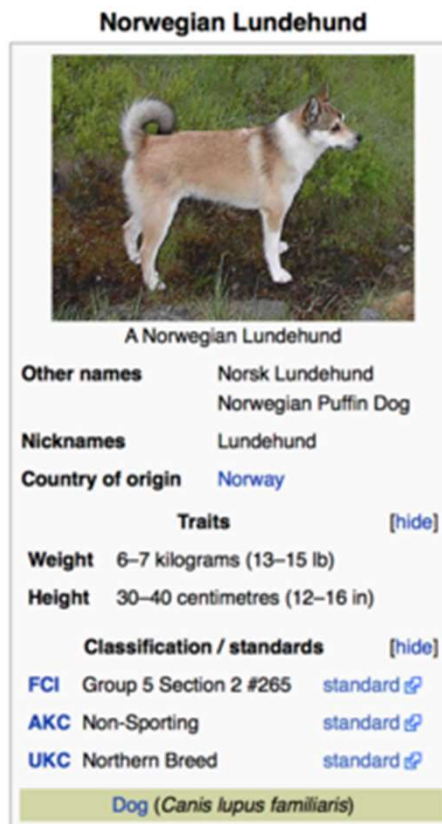 Norwegian Lundehund
A Norwegian Lundehund
Other names Norsk Lundehund
Norwegian Puffin Dog
Nicknames Lundehund
Country of origin Norway
Traits [hide]
Weight 6–7 kilograms (13–15 lb)
Height 30–40 centimetres (12–16 in)
Classification / standards [hide]
FCI Group 5 Section 2 #265 standard
AKC Non-Sporting standard
UKC Northern Breed standard
Dog (Canis lupus familiaris)